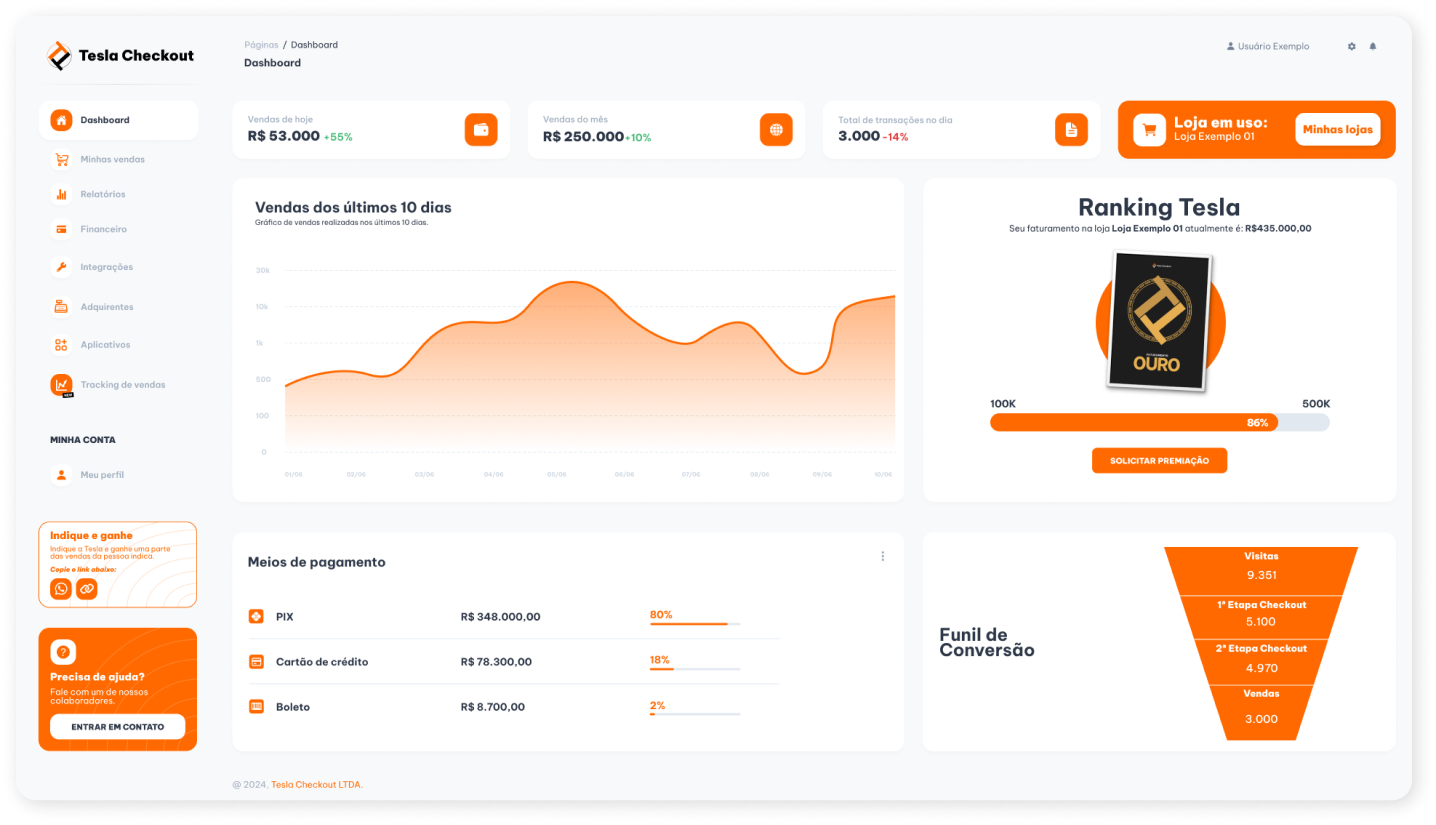 Tesla Checkout
Páginas / Dashboard
Dashboard
Usuário Exemplo
Dashboard
Minhas vendas
Relatórios
Financeiro
Integrações
Adquirentes
Aplicativos
Tracking de vendas
NEW
MINHA CONTA
Meu perfil
Indique e ganhe
Indique a Tesla e ganhe uma parte
das vendas da pessoa indica.
Copie o link abaixo:
Precisa de ajuda?
Fale com um de nossos
colaboradores.
ENTRAR EM CONTATO
Vendas de hoje
R$ 53.000 +55%
Vendas do mês
R$ 250.000+10%
Total de transações no dia
3.000 -14%
Loja em uso:
Loja Exemplo 01
Minhas lojas
Vendas dos últimos 10 dias
Gráfico de vendas realizadas nos últimos 10 dias.
30k
10k
1k
500
100
0
01/06 02/06 03/06 04/06 05/06 06/06 07/06 08/06 09/06 10/06
Ranking Tesla
Seu faturamento na loja Loja Exemplo 01 atualmente é: R$435.000,00
Tesla Checkout
FATURAMENTO
OURO
100K 500K
86%
SOLICITAR PREMIAÇÃO
Meios de pagamento
PIX R$ 348.000,00 80%
Cartão de crédito R$ 78.300,00 18%
Boleto R$ 8.700,00 2%
Funil de
Conversão
Visitas
9.351
1ª Etapa Checkout
5.100
2ª Etapa Checkout
4.970
Vendas
3.000
@ 2024, Tesla Checkout LTDA.